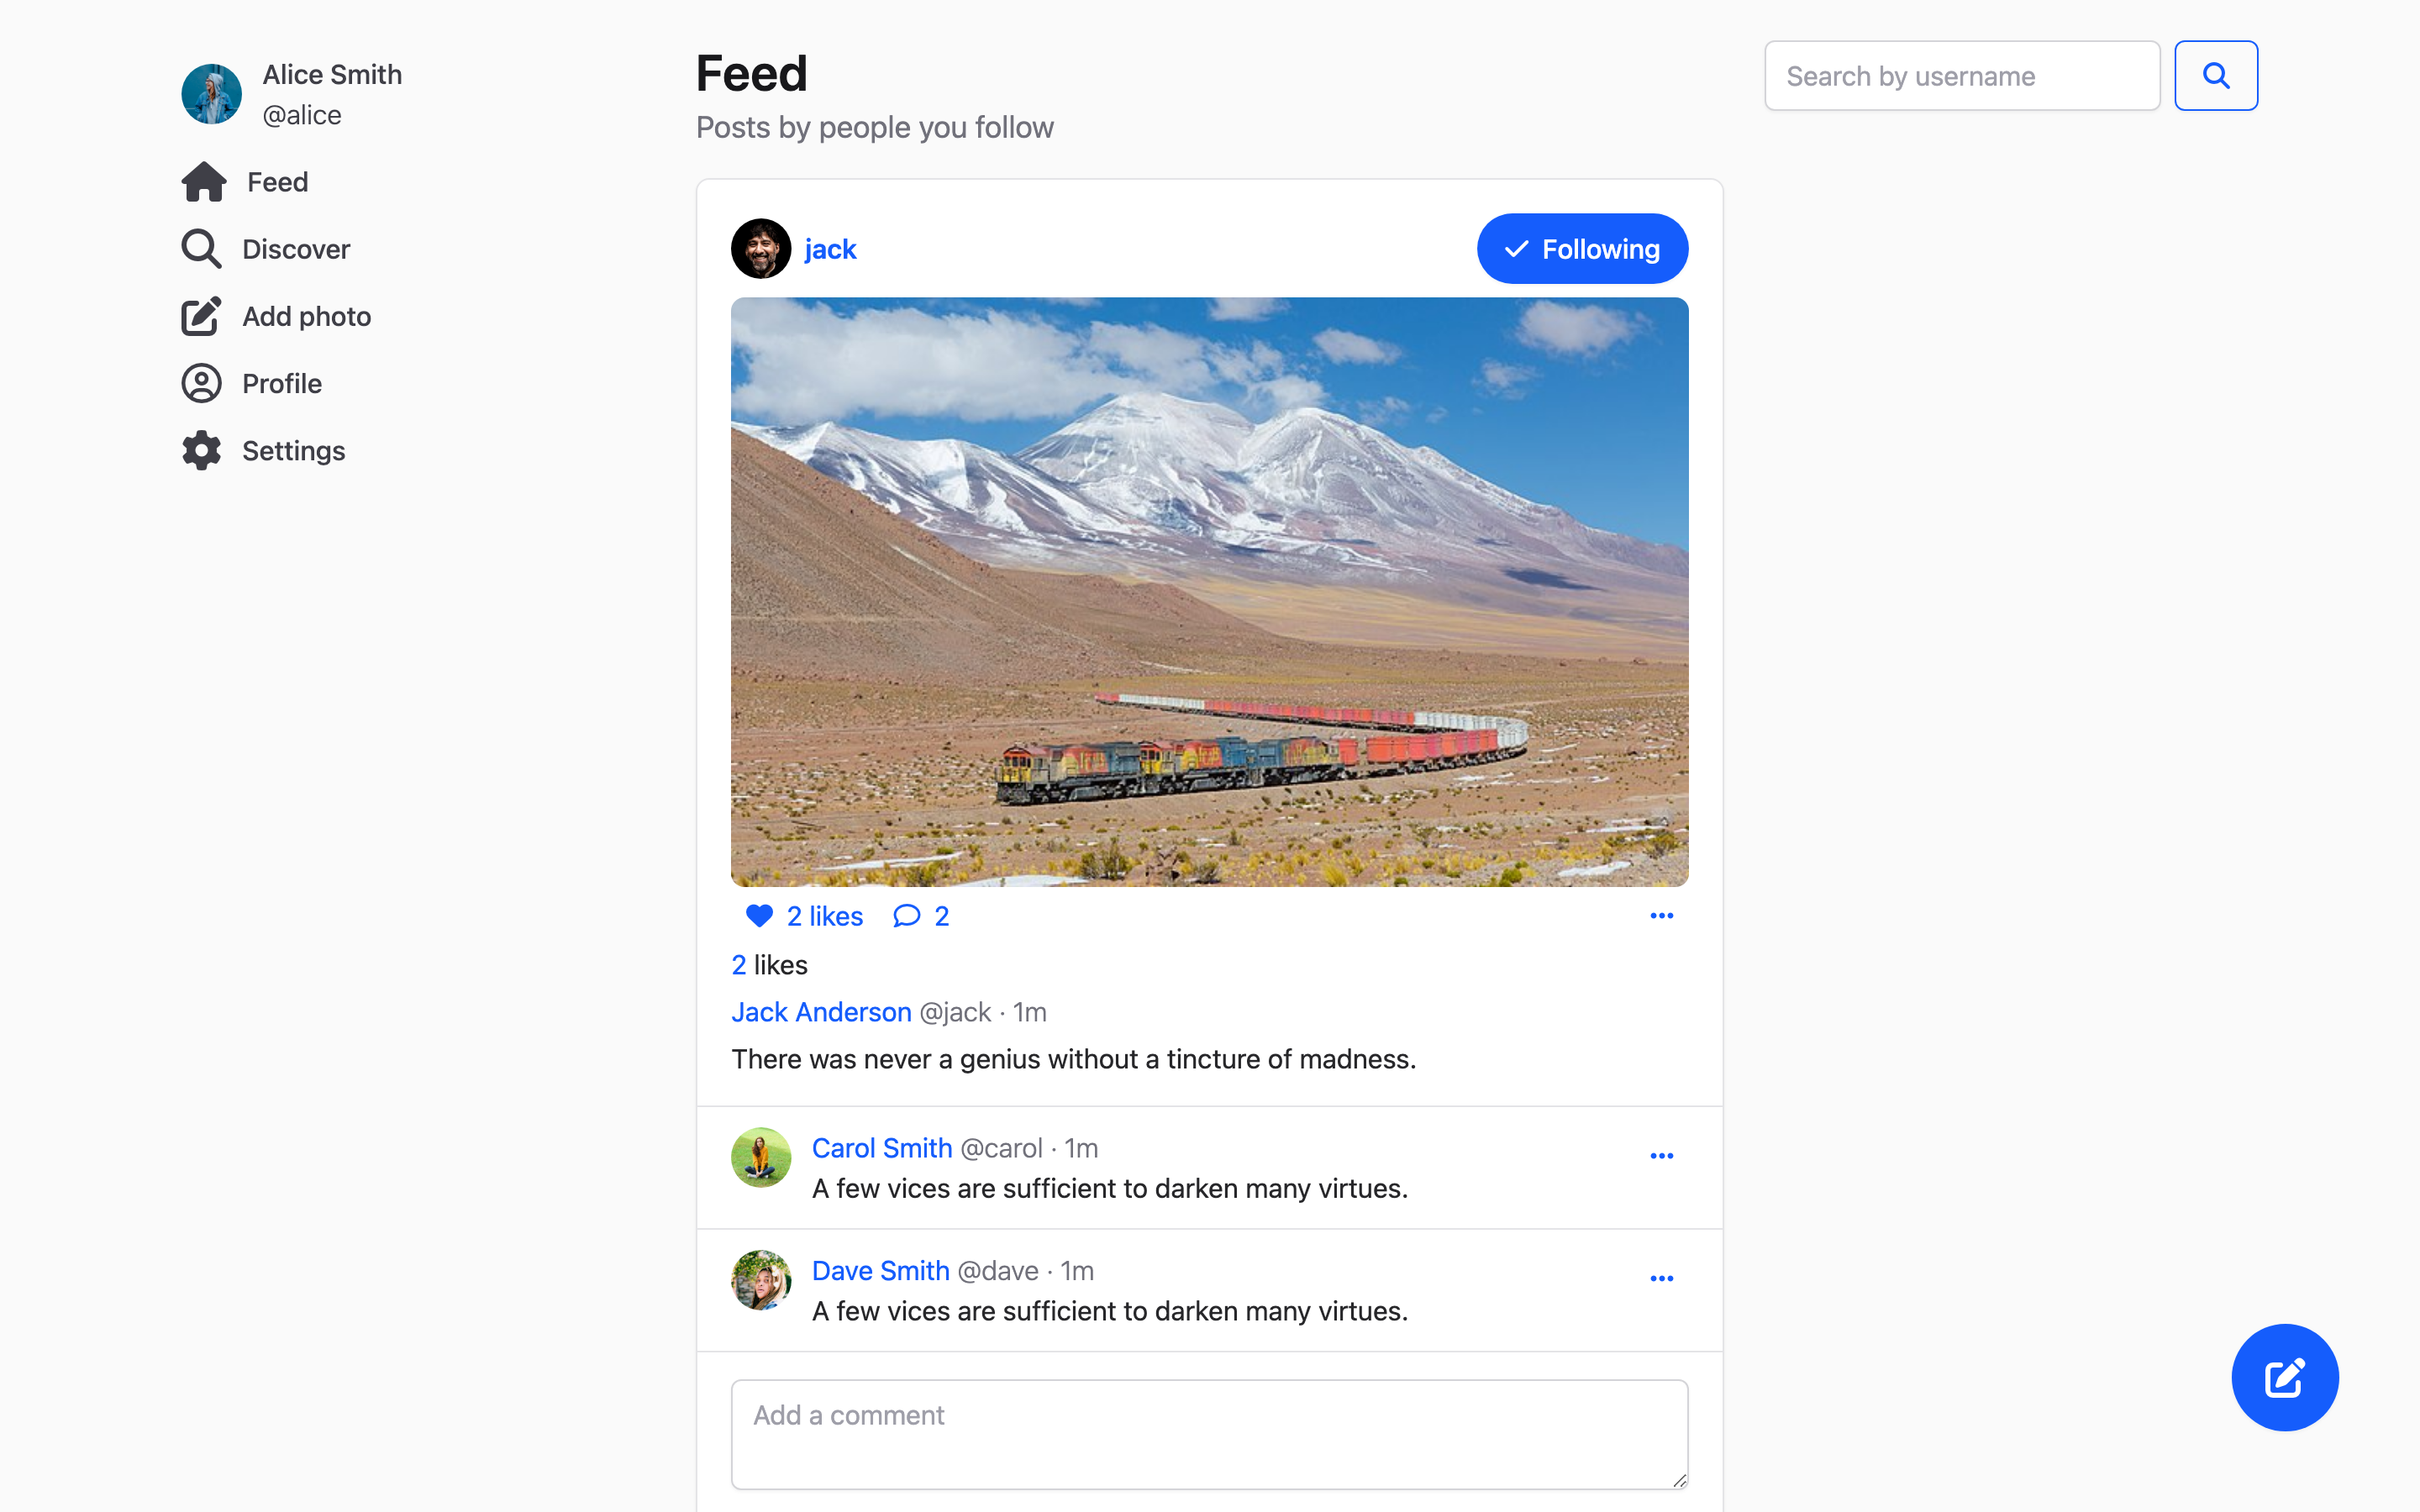 Alice Smith
@alice
Feed
Discover
Add photo
Profile
Settings
Feed
Posts by people you follow
Search by username
jack
Following
2 likes 2
2 likes
Jack Anderson @jack · 1m
There was never a genius without a tincture of madness.
Carol Smith @carol · 1m
A few vices are sufficient to darken many virtues.
Dave Smith @dave · 1m
A few vices are sufficient to darken many virtues.
Add a comment